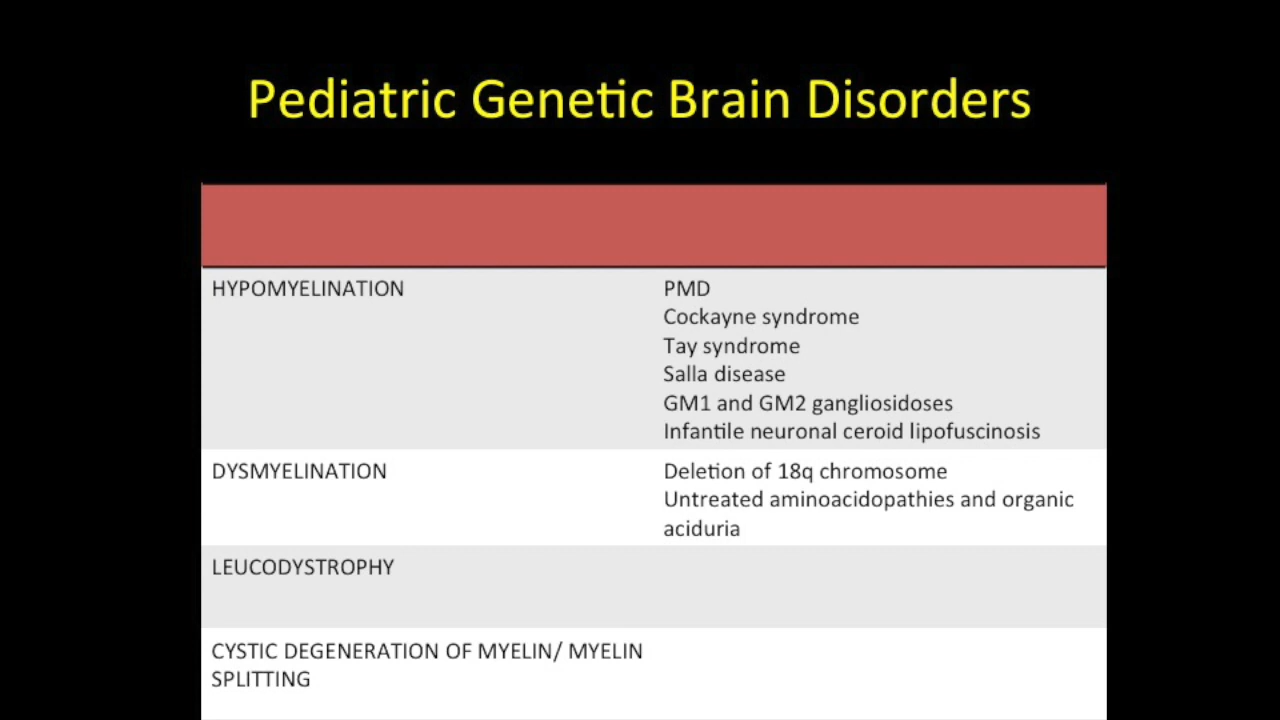 Pediatric Genetic Brain Disorders
HYPOMYELINATION
PMD
Cockayne syndrome
Tay syndrome
Salla disease
GM1 and GM2 gangliosidoses
Infantile neuronal ceroid lipofuscinosis
DYSMYELINATION
Deletion of 18q chromosome
Untreated aminoacidopathies and organic
aciduria
LEUCODYSTROPHY
CYSTIC DEGENERATION OF MYELIN/ MYELIN
SPLITTING